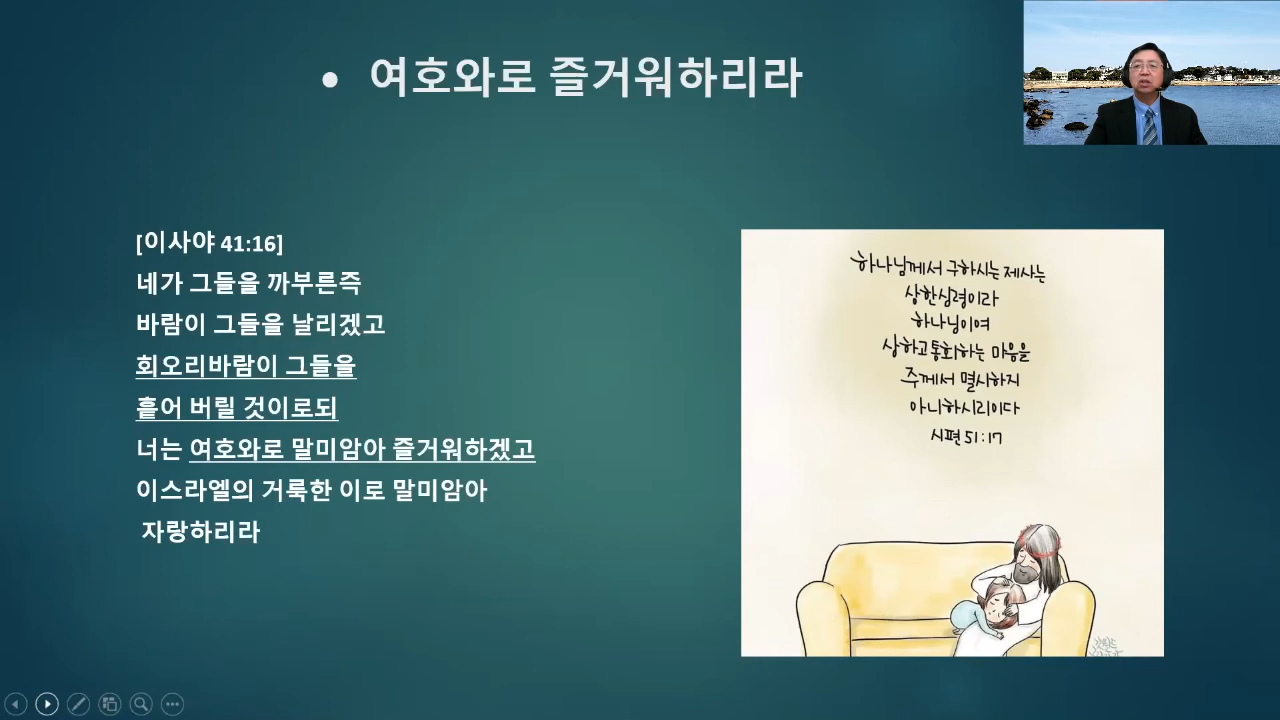 • 여호와로 즐거워하리라
[이사야 41:16]
네가 그들을 까부른즉
바람이 그들을 날리겠고
회오리바람이 그들을
흩어 버릴 것이로되
너는 여호와로 말미암아 즐거워하겠고
이스라엘의 거룩한 이로 말미암아
자랑하리라
하나님께서 구하시는 제사는
상한심령이라
하나님이여
상하고통회하는 마음을
주께서 멸시하지
아니하시리이다
시편 51:17